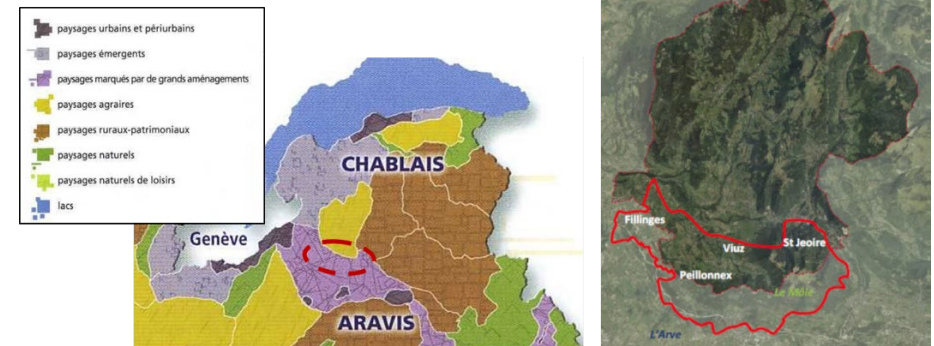 paysages urbains et périurbains
paysages émergents
paysages marqués par de grands aménagements
paysages agraires
paysages ruraux-patrimoniaux
paysages naturels
paysages naturels de loisirs
lacs
CHABLAIS
Genève
ARAVIS
Fillinges
Viuz
St Jeoire
Peillonnex
Le Môle
L'Arve